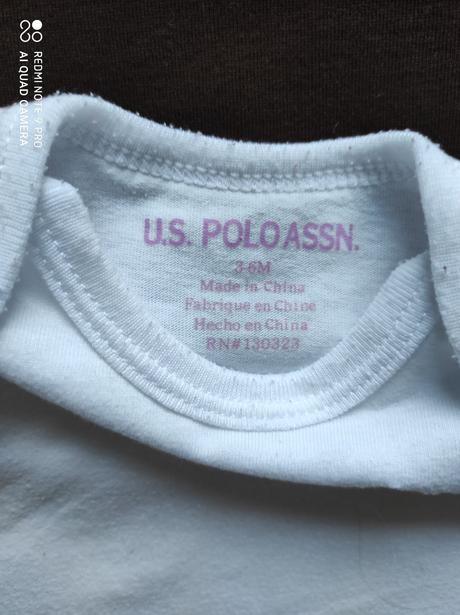 REDMI NOTE 9 PRO
AI QUAD CAMERA
U.S. POLO ASSN.
3-6M
Made in China
Fabrique en Chine
Hecho en China
RN# 130323